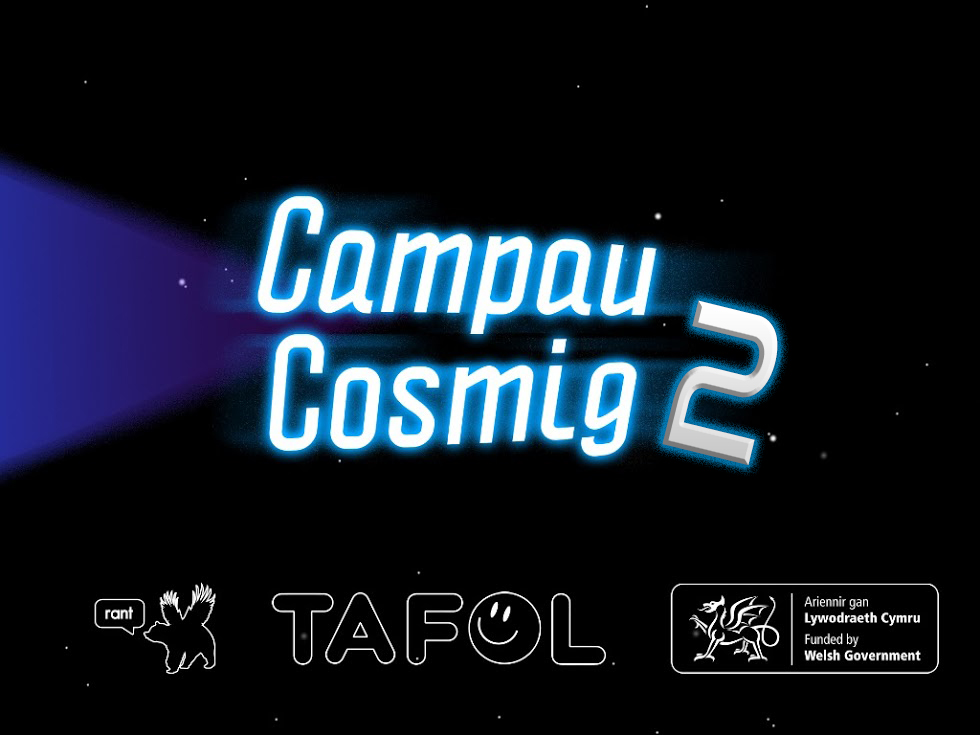 Campau
Cosmig 2
rant
TAFOL
Ariennir gan
Lywodraeth Cymru
Funded by
Welsh Government